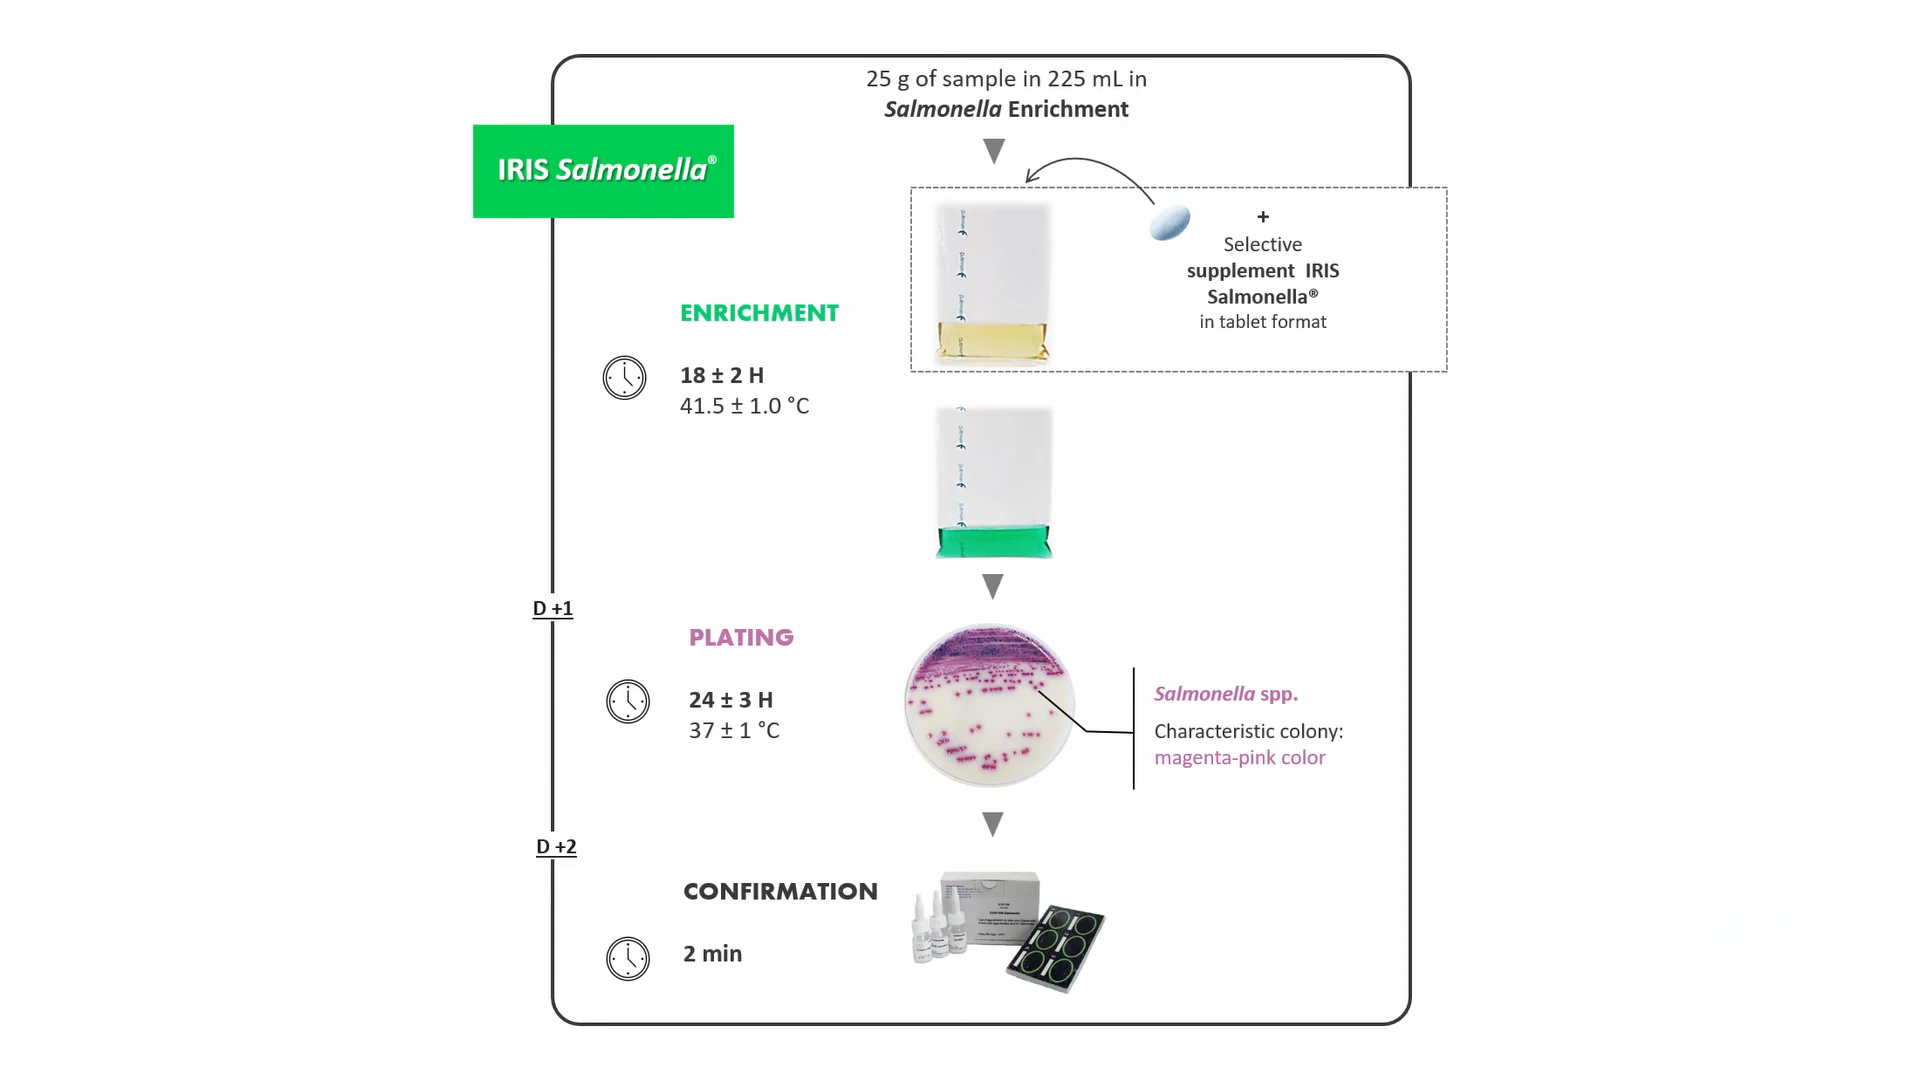 25 g of sample in 225 mL in
Salmonella Enrichment
IRIS Salmonella®
+
Selective
supplement IRIS
Salmonella®
in tablet format
ENRICHMENT
18 ± 2 H
41.5 ± 1.0 °C
D +1
PLATING
24 ± 3 H
37 ± 1 °C
Salmonella spp.
Characteristic colony:
magenta-pink color
D +2
CONFIRMATION
2 min